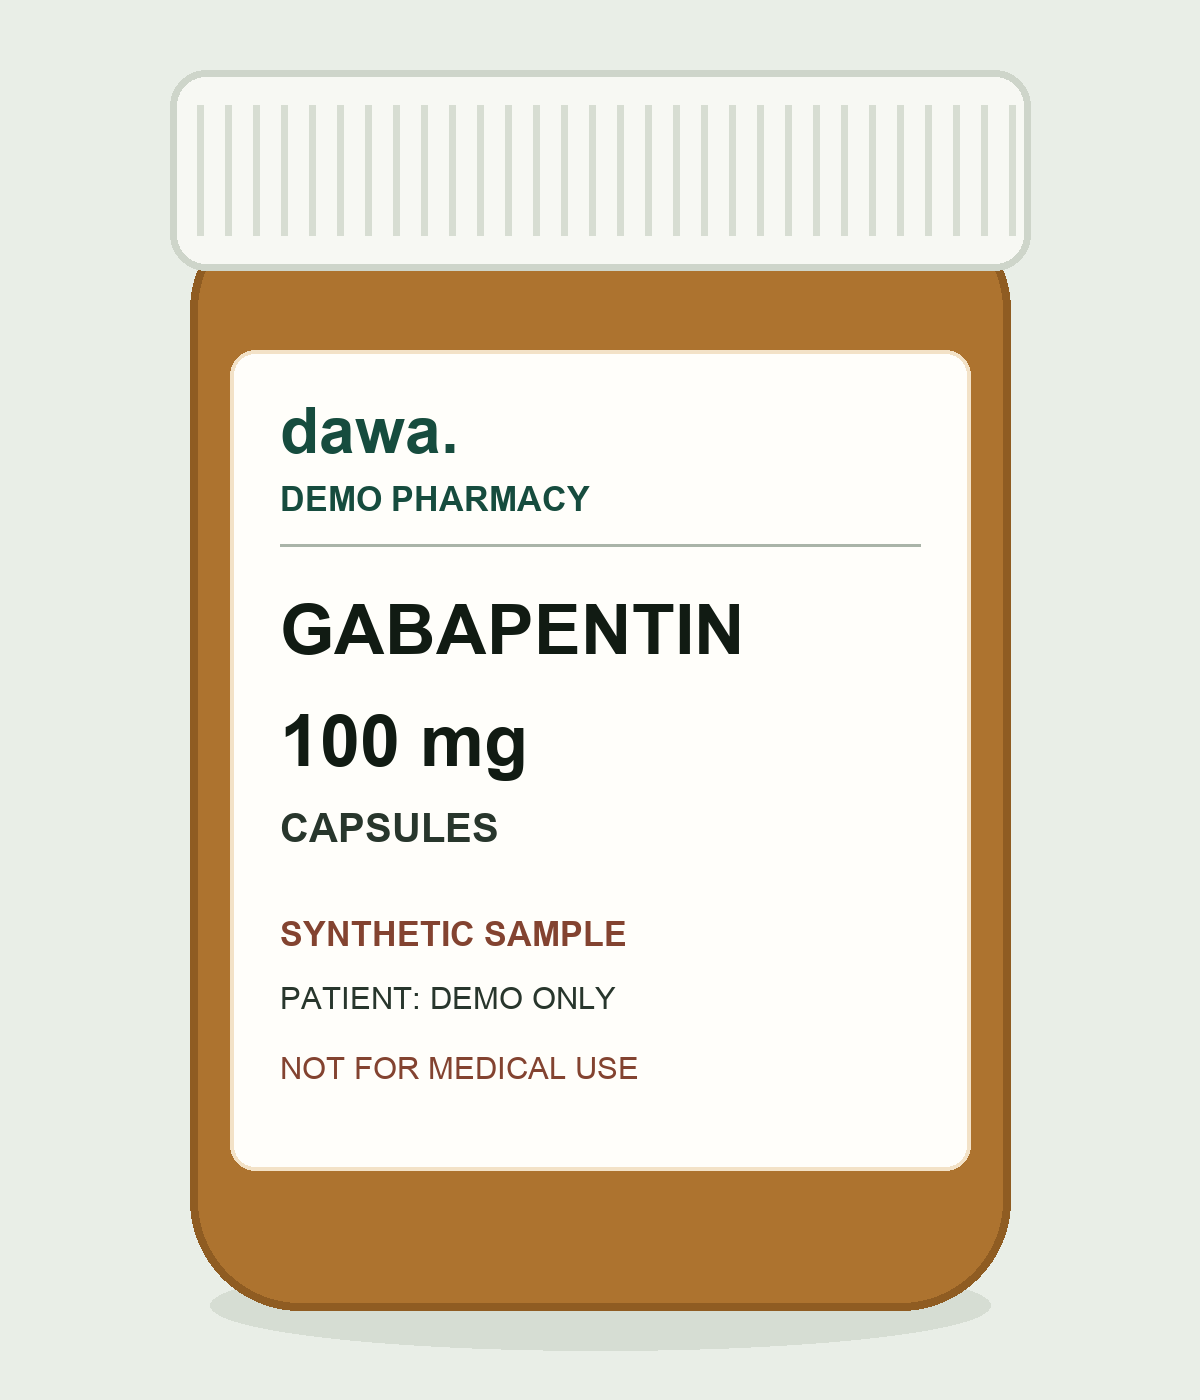 dawa.
DEMO PHARMACY
GABAPENTIN
100 mg
CAPSULES
SYNTHETIC SAMPLE
PATIENT: DEMO ONLY
NOT FOR MEDICAL USE